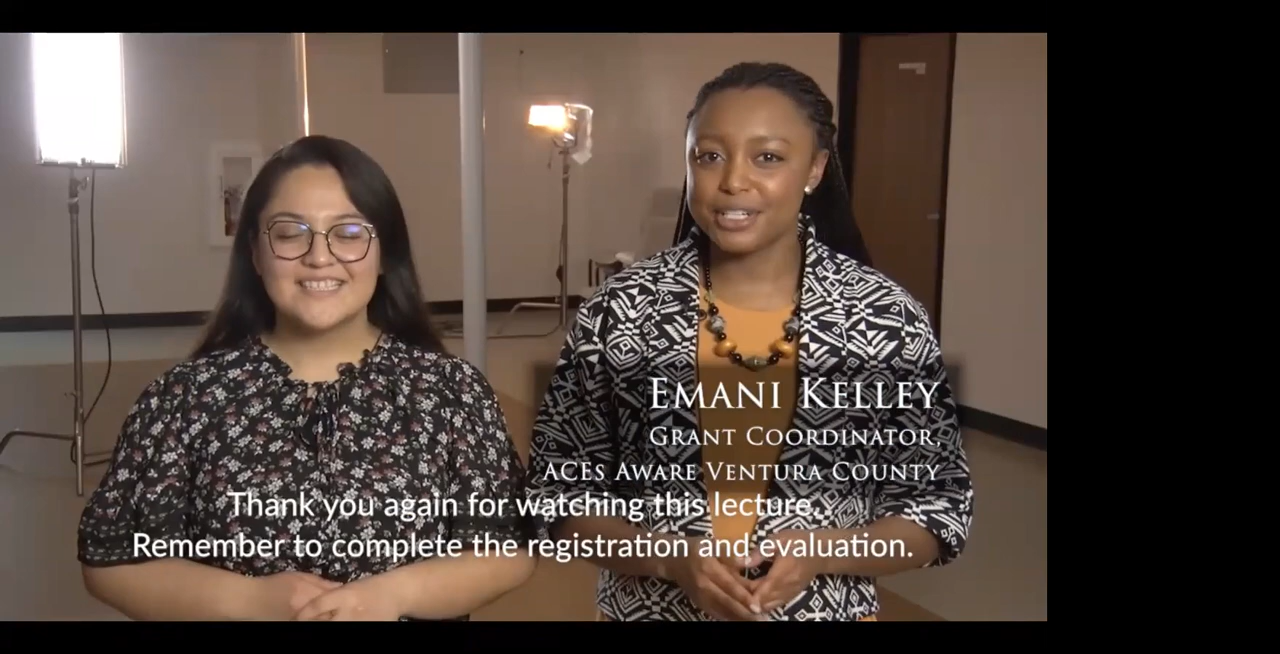 EMANI KELLEY
GRANT COORDINATOR,
ACES AWARE VENTURA COUNTY
Thank you again for watching this lecture.
Remember to complete the registration and evaluation.